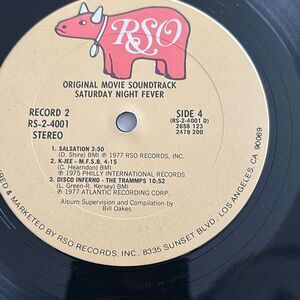 RSO
ORIGINAL MOVIE SOUNDTRACK
SATURDAY NIGHT FEVER
RECORD 2
RS-2-4001
STEREO
SIDE 4
(RS-2-4001 D)
2658 123
2479 200
1. SALSATION 3:50
(D. Shire) BMI ℗ 1977 RSO RECORDS, INC.
2. K-JEE - M.F.S.B. 4:15
(C. Hearndon) BMI
℗ 1975 PHILLY INTERNATIONAL RECORDS
3. DISCO INFERNO - THE TRAMMPS 10:52
(L. Green-R. Kersey) BMI
℗ 1977 ATLANTIC RECORDING CORP.
Album Supervision and Compilation by
Bill Oakes
& MARKETED BY RSO RECORDS, INC., 8335 SUNSET BLVD., LOS ANGELES, CA. 90069